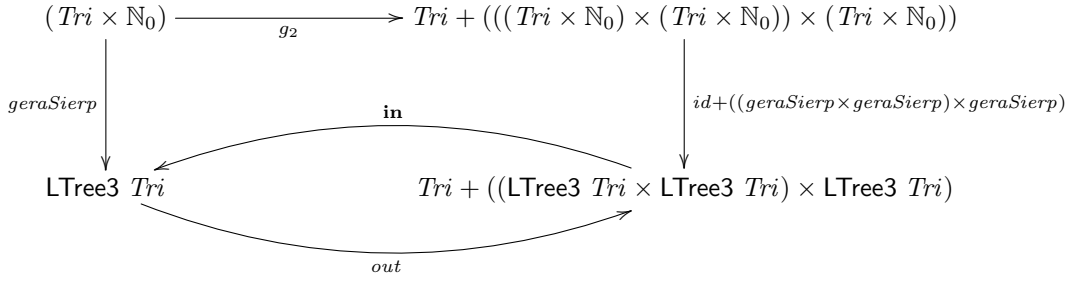 (Tri × ℕ₀) g₂ Tri + (((Tri × ℕ₀) × (Tri × ℕ₀)) × (Tri × ℕ₀))
geraSierp id+((geraSierp×geraSierp)×geraSierp)
in
LTree3 Tri Tri + ((LTree3 Tri × LTree3 Tri) × LTree3 Tri)
out